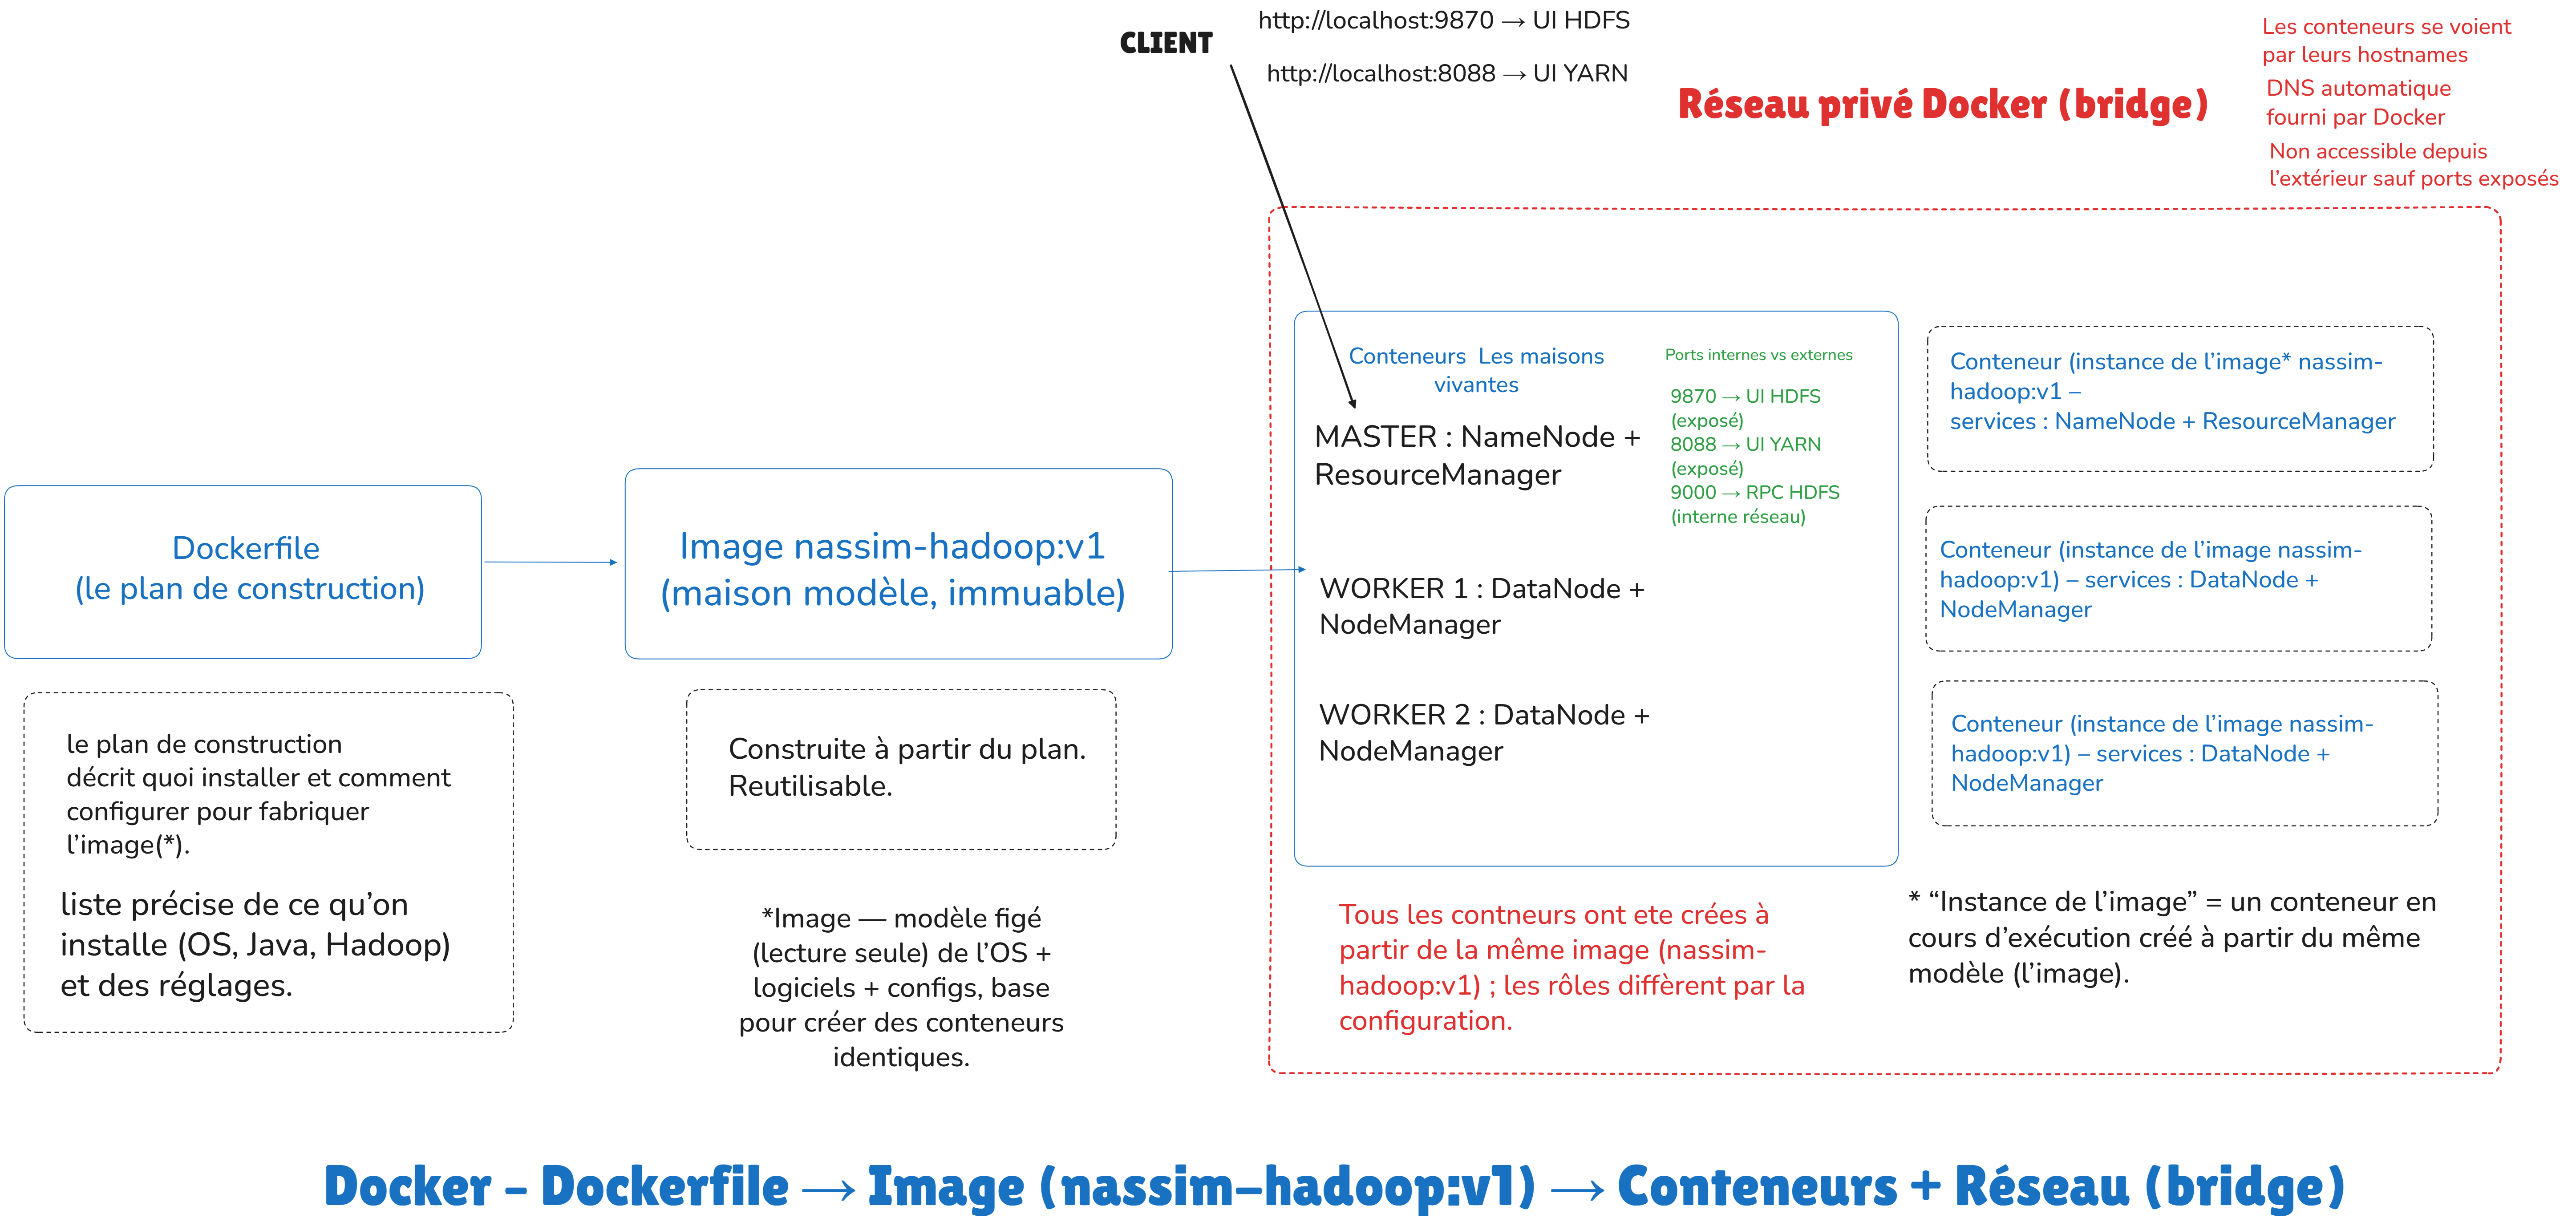 CLIENT
http://localhost:9870 → UI HDFS
http://localhost:8088 → UI YARN
Réseau privé Docker (bridge)
Les conteneurs se voient
par leurs hostnames
DNS automatique
fourni par Docker
Non accessible depuis
l’extérieur sauf ports exposés
Dockerfile
(le plan de construction)
le plan de construction
décrit quoi installer et comment
configurer pour fabriquer
l’image(*).
liste précise de ce qu’on
installe (OS, Java, Hadoop)
et des réglages.
Image nassim-hadoop:v1
(maison modèle, immuable)
Construite à partir du plan.
Reutilisable.
*Image — modèle figé
(lecture seule) de l’OS +
logiciels + configs, base
pour créer des conteneurs
identiques.
Conteneurs Les maisons
vivantes
MASTER : NameNode +
ResourceManager
WORKER 1 : DataNode +
NodeManager
WORKER 2 : DataNode +
NodeManager
Ports internes vs externes
9870 → UI HDFS
(exposé)
8088 → UI YARN
(exposé)
9000 → RPC HDFS
(interne réseau)
Conteneur (instance de l’image* nassim-
hadoop:v1 –
services : NameNode + ResourceManager
Conteneur (instance de l’image nassim-
hadoop:v1) – services : DataNode +
NodeManager
Conteneur (instance de l’image nassim-
hadoop:v1) – services : DataNode +
NodeManager
Tous les contneurs ont ete crées à
partir de la même image (nassim-
hadoop:v1) ; les rôles diffèrent par la
configuration.
* “Instance de l’image” = un conteneur en
cours d’exécution créé à partir du même
modèle (l’image).
Docker – Dockerfile → Image (nassim-hadoop:v1) → Conteneurs + Réseau (bridge)